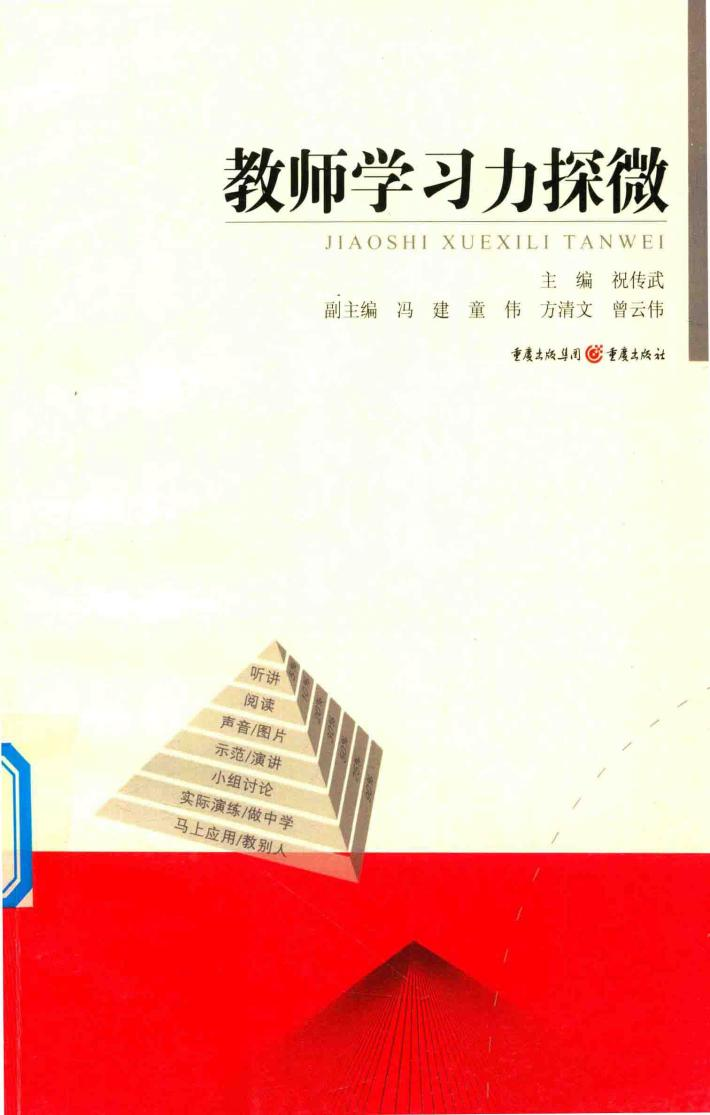 教师学习力探微
JIAOSHI XUEXILI TANWEI
主 编 祝传武
副主编 冯 建 童 伟 方清文 曾云伟
重庆出版集团 重庆出版社
听讲
阅读
声音/图片
示范/演讲
小组讨论
实际演练/做中学
马上应用/教别人